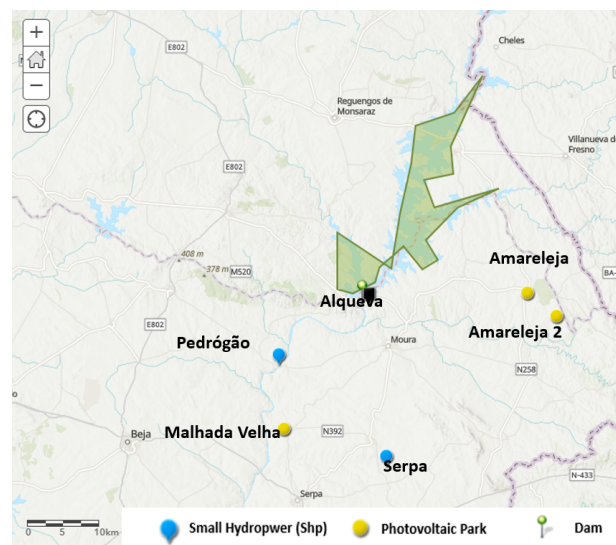 +
−
E802
Cheles
Reguengos de
Monsaraz
Villanueva de
Fresno
E802
408 m
M520
378 m
BA-
Amareleja
Alqueva
E802
Amareleja 2
Pedrógão
Moura
N258
Malhada Velha
N392
Beja
Serpa
N-433
Serpa
0 5 10km
Small Hydropwer (Shp)
Photovoltaic Park
Dam